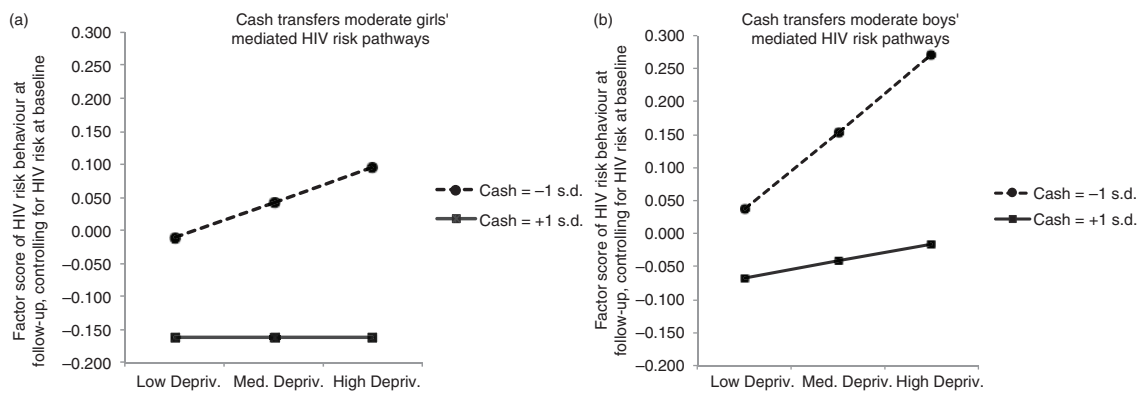 (a)
Cash transfers moderate girls'
mediated HIV risk pathways
Factor score of HIV risk behaviour at
follow-up, controlling for HIV risk at baseline
0.300
0.250
0.200
0.150
0.100
0.050
0.000
–0.050
–0.100
–0.150
–0.200
Low Depriv. Med. Depriv. High Depriv.
Cash = –1 s.d.
Cash = +1 s.d.
(b)
Cash transfers moderate boys'
mediated HIV risk pathways
Factor score of HIV risk behaviour at
follow-up, controlling for HIV risk at baseline
0.300
0.250
0.200
0.150
0.100
0.050
0.000
–0.050
–0.100
–0.150
–0.200
Low Depriv. Med. Depriv. High Depriv.
Cash = –1 s.d.
Cash = +1 s.d.